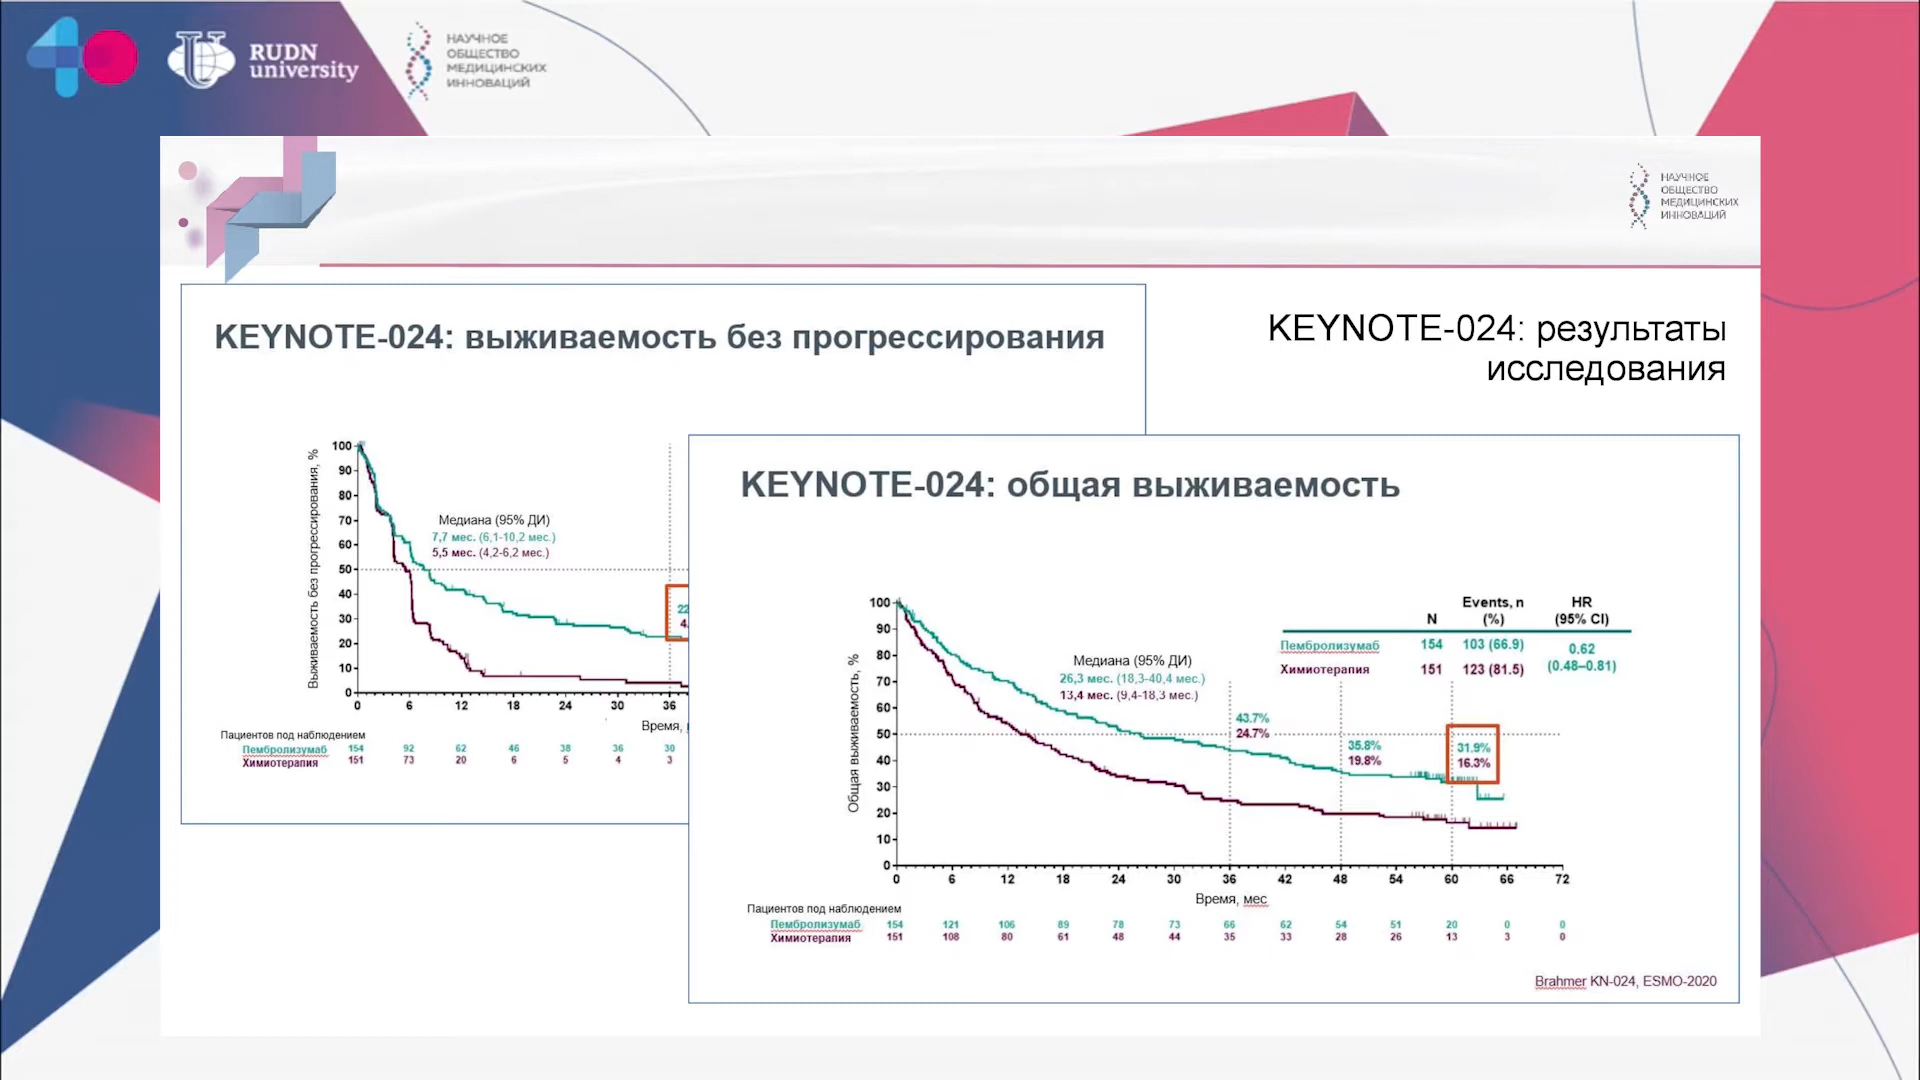 RUDN
university
НАУЧНОЕ
ОБЩЕСТВО
МЕДИЦИНСКИХ
ИННОВАЦИЙ
НАУЧНОЕ
ОБЩЕСТВО
МЕДИЦИНСКИХ
ИННОВАЦИЙ
KEYNOTE-024: результаты
исследования
KEYNOTE-024: выживаемость без прогрессирования
Выживаемость без прогрессирования, %
100
90
80
70
60
50
40
30
20
10
0
Медиана (95% ДИ)
7,7 мес. (6,1-10,2 мес.)
5,5 мес. (4,2-6,2 мес.)
22
4.
0 6 12 18 24 30 36
Время,
Пациентов под наблюдением
Пембролизумаб 154 92 62 46 38 36 30
Химиотерапия 151 73 20 6 5 4 3
KEYNOTE-024: общая выживаемость
Общая выживаемость, %
100
90
80
70
60
50
40
30
20
10
0
Медиана (95% ДИ)
26,3 мес. (18,3-40,4 мес.)
13,4 мес. (9,4-18,3 мес.)
N Events, n (%) HR (95% CI)
Пембролизумаб 154 103 (66.9) 0.62 (0.48–0.81)
Химиотерапия 151 123 (81.5)
43.7%
24.7%
35.8%
19.8%
31.9%
16.3%
0 6 12 18 24 30 36 42 48 54 60 66 72
Время, мес
Пациентов под наблюдением
Пембролизумаб 154 121 106 89 78 73 66 62 54 51 20 0 0
Химиотерапия 151 108 80 61 48 44 35 33 28 26 13 3 0
Brahmer KN-024, ESMO-2020